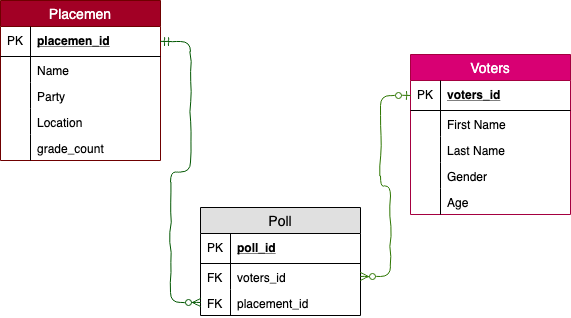 Placemen
PK placemen_id
Name
Party
Location
grade_count
Voters
PK voters_id
First Name
Last Name
Gender
Age
Poll
PK poll_id
FK voters_id
FK placement_id